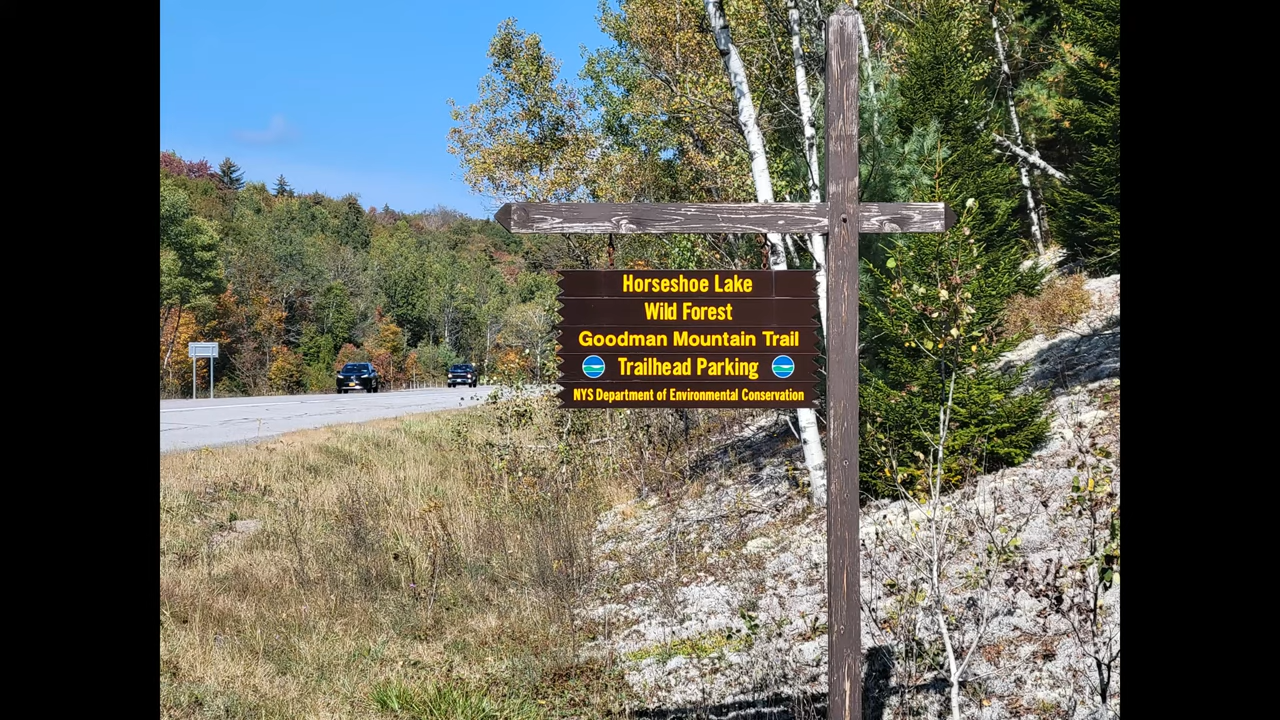 Horseshoe Lake
Wild Forest
Goodman Mountain Trail
Trailhead Parking
NYS Department of Environmental Conservation